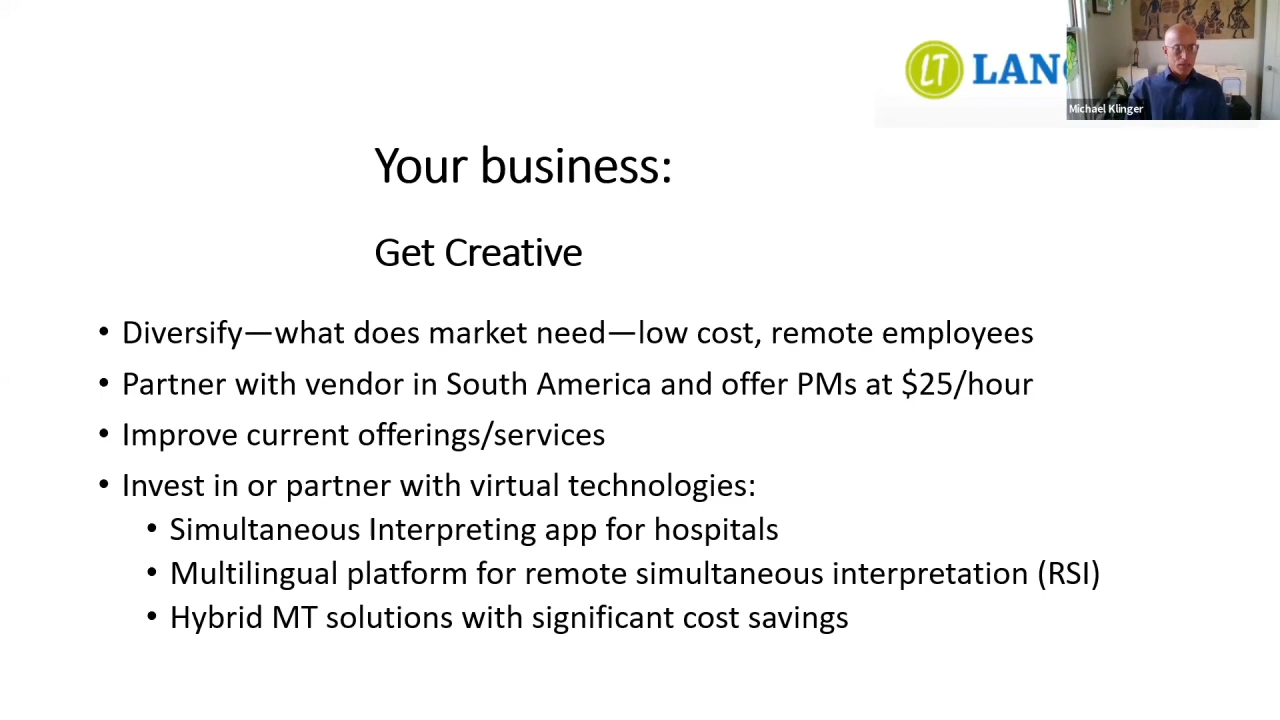 LT LAN
Michael Klinger
Your business:
Get Creative
• Diversify—what does market need—low cost, remote employees
• Partner with vendor in South America and offer PMs at $25/hour
• Improve current offerings/services
• Invest in or partner with virtual technologies:
• Simultaneous Interpreting app for hospitals
• Multilingual platform for remote simultaneous interpretation (RSI)
• Hybrid MT solutions with significant cost savings